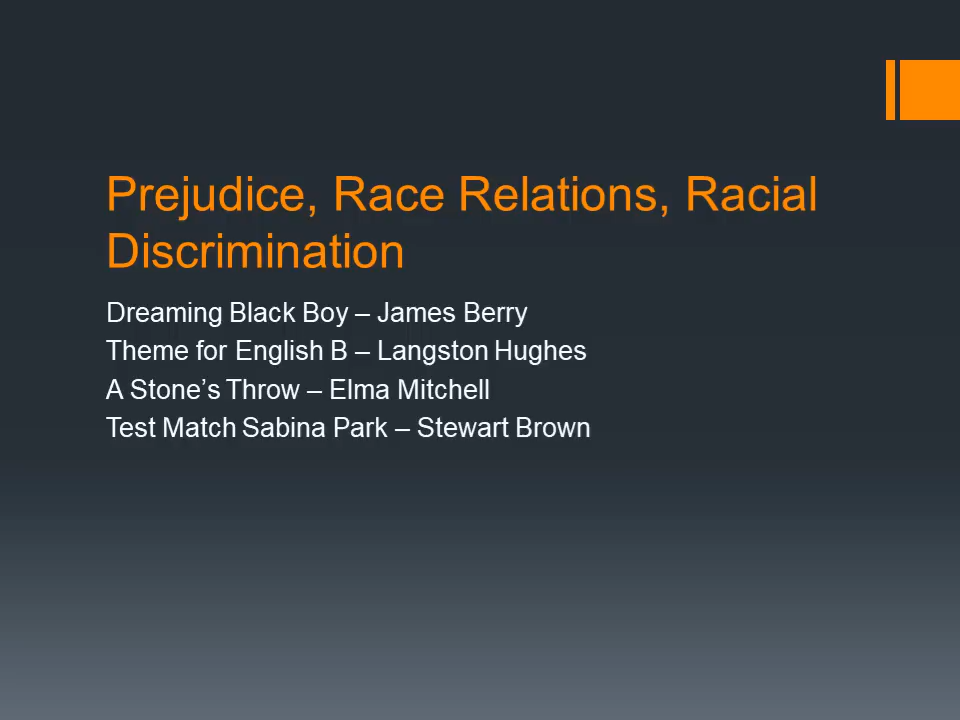 Prejudice, Race Relations, Racial
Discrimination
Dreaming Black Boy – James Berry
Theme for English B – Langston Hughes
A Stone’s Throw – Elma Mitchell
Test Match Sabina Park – Stewart Brown